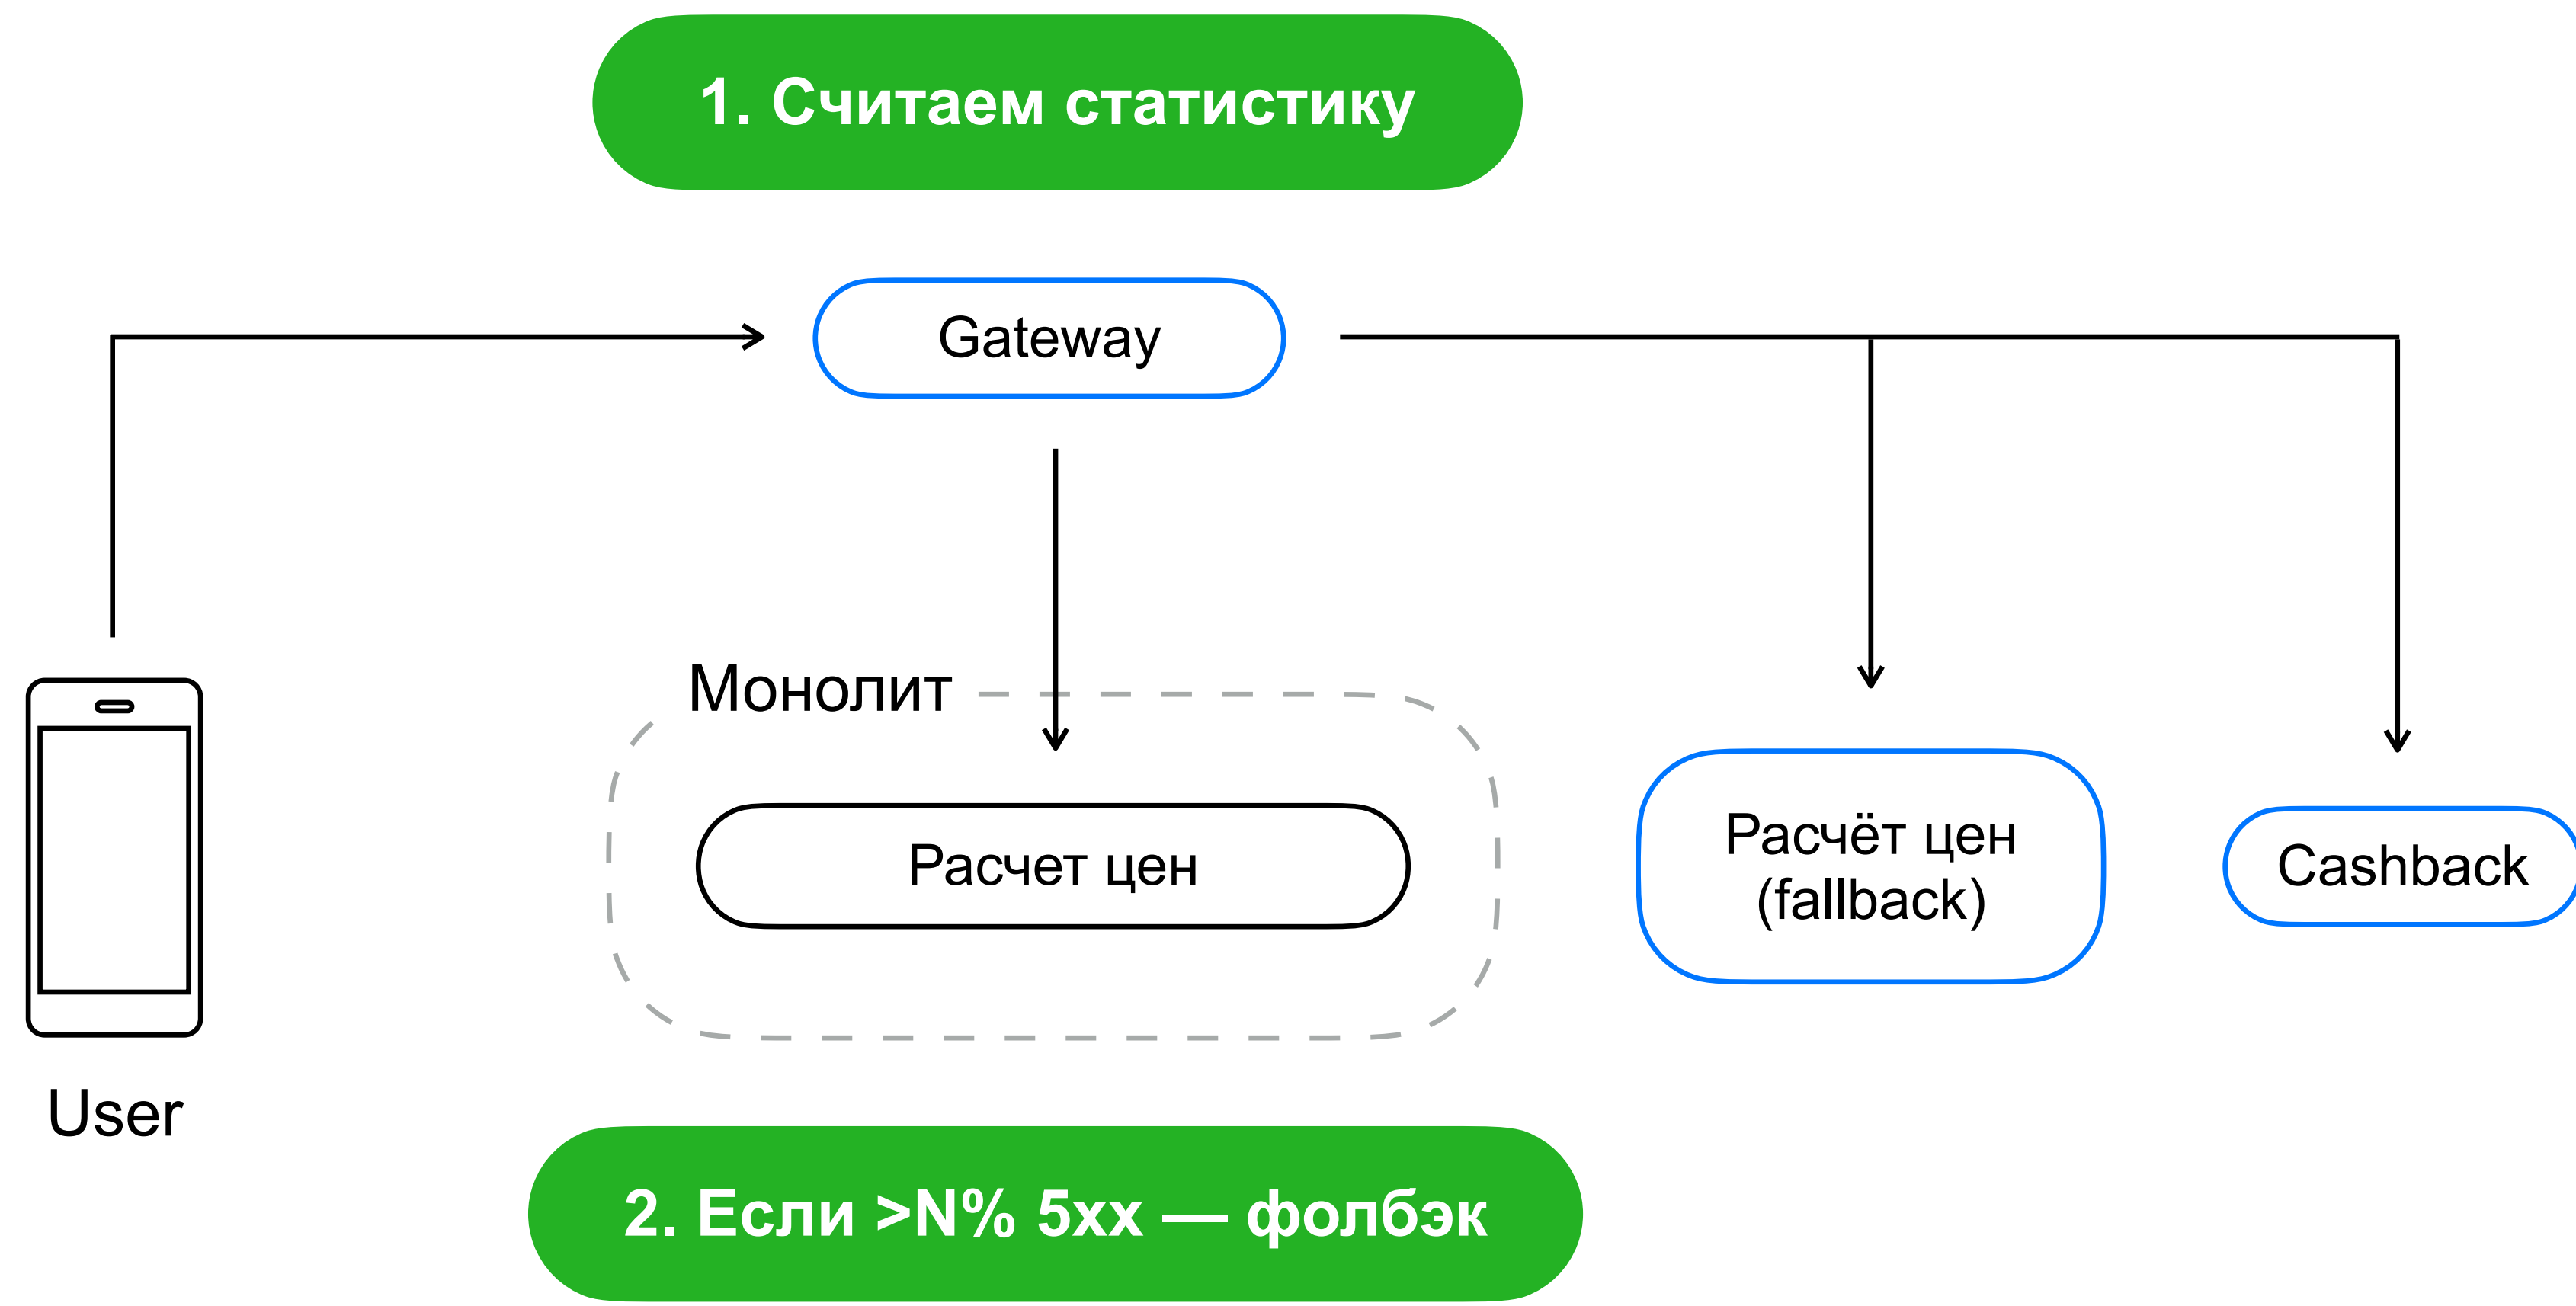 1. Считаем статистику
Gateway
Монолит
Расчет цен
Расчёт цен
(fallback)
Cashback
User
2. Если >N% 5xx — фолбэк